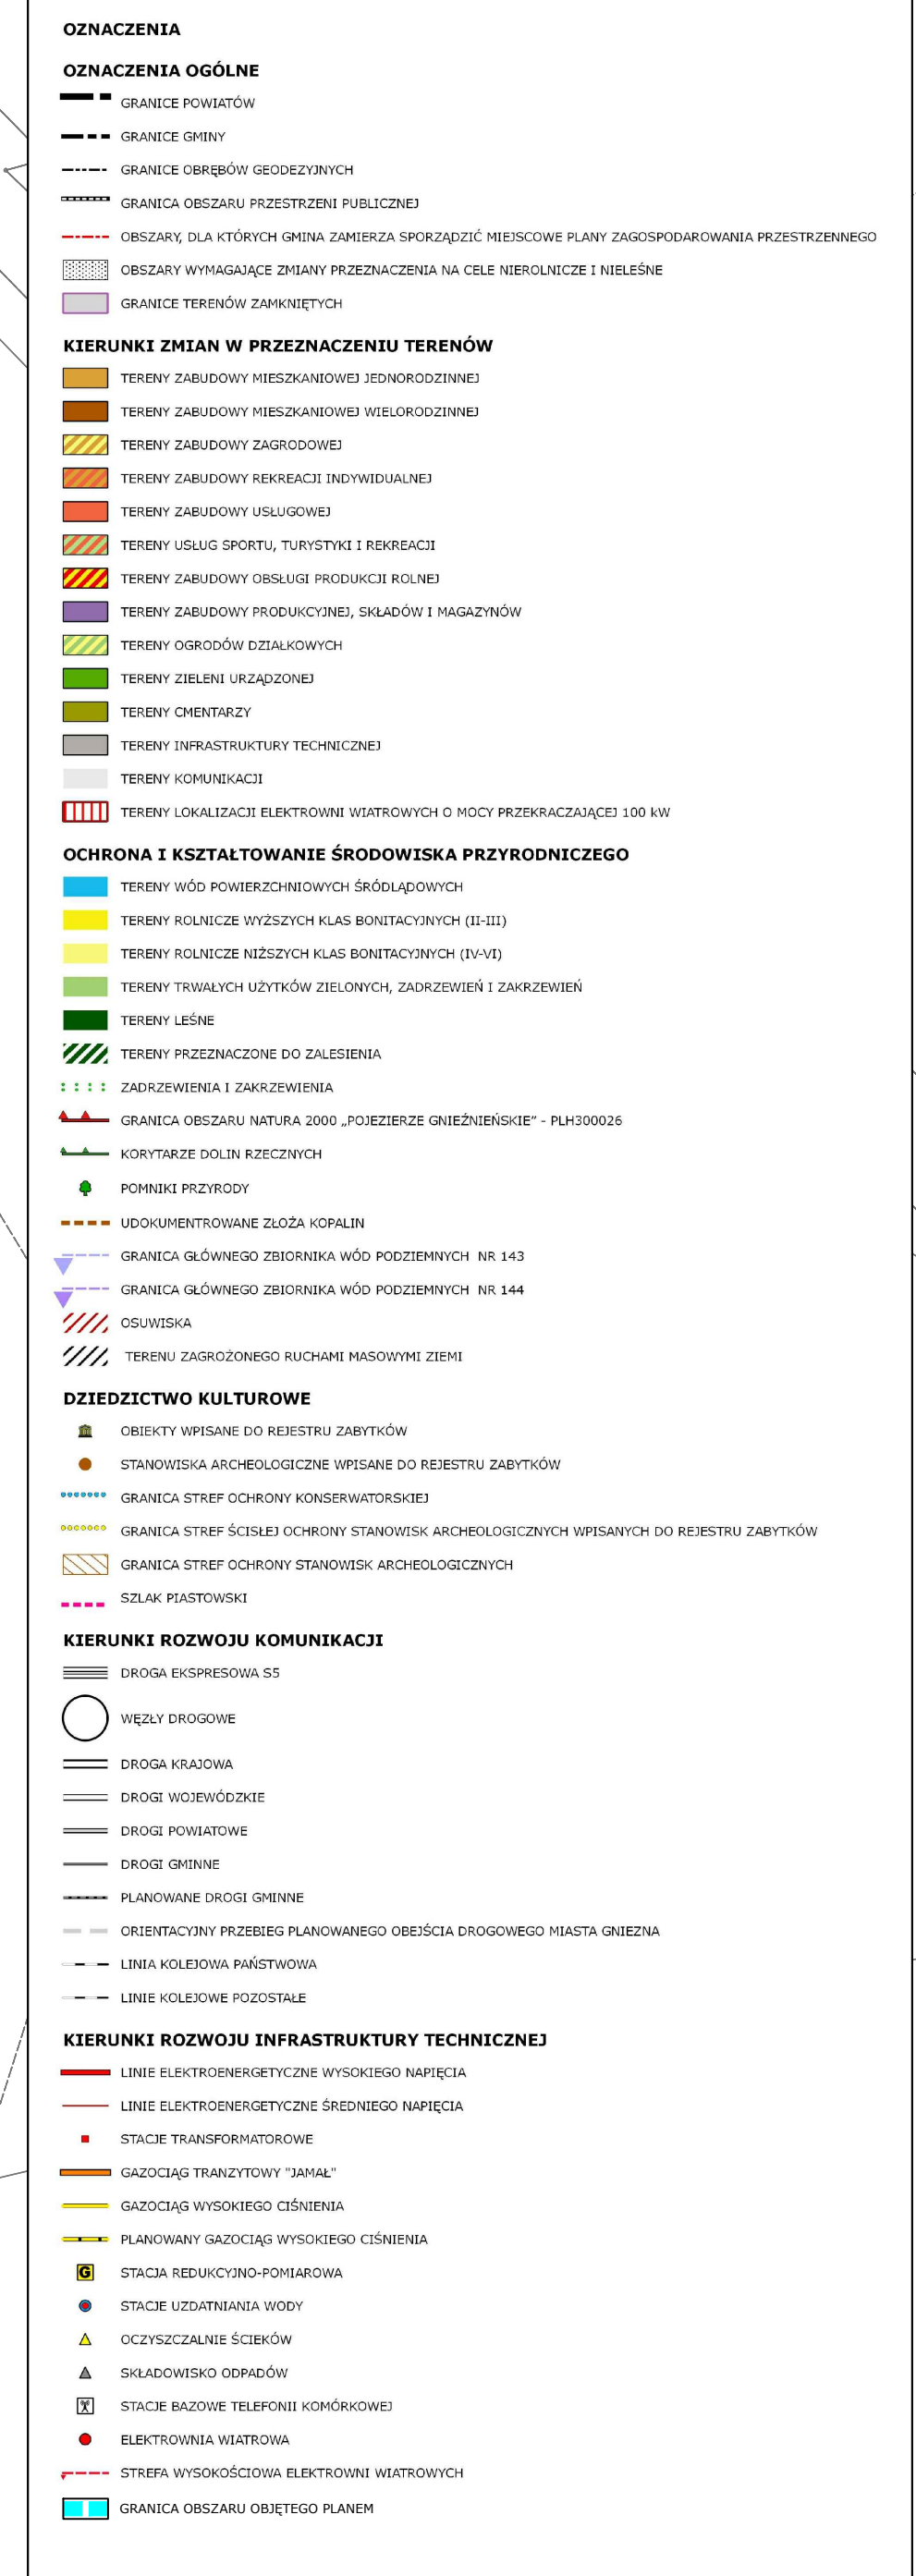 OZNACZENIA
OZNACZENIA OGÓLNE
GRANICE POWIATÓW
GRANICE GMINY
GRANICE OBRĘBÓW GEODEZYJNYCH
GRANICA OBSZARU PRZESTRZENI PUBLICZNEJ
OBSZARY, DLA KTÓRYCH GMINA ZAMIERZA SPORZĄDZIĆ MIEJSCOWE PLANY ZAGOSPODAROWANIA PRZESTRZENNEGO
OBSZARY WYMAGAJĄCE ZMIANY PRZEZNACZENIA NA CELE NIEROLNICZE I NIELEŚNE
GRANICE TERENÓW ZAMKNIĘTYCH
KIERUNKI ZMIAN W PRZEZNACZENIU TERENÓW
TERENY ZABUDOWY MIESZKANIOWEJ JEDNORODZINNEJ
TERENY ZABUDOWY MIESZKANIOWEJ WIELORODZINNEJ
TERENY ZABUDOWY ZAGRODOWEJ
TERENY ZABUDOWY REKREACJI INDYWIDUALNEJ
TERENY ZABUDOWY USŁUGOWEJ
TERENY USŁUG SPORTU, TURYSTYKI I REKREACJI
TERENY ZABUDOWY OBSŁUGI PRODUKCJI ROLNEJ
TERENY ZABUDOWY PRODUKCYJNEJ, SKŁADÓW I MAGAZYNÓW
TERENY OGRODÓW DZIAŁKOWYCH
TERENY ZIELENI URZĄDZONEJ
TERENY CMENTARZY
TERENY INFRASTRUKTURY TECHNICZNEJ
TERENY KOMUNIKACJI
TERENY LOKALIZACJI ELEKTROWNI WIATROWYCH O MOCY PRZEKRACZAJĄCEJ 100 kW
OCHRONA I KSZTAŁTOWANIE ŚRODOWISKA PRZYRODNICZEGO
TERENY WÓD POWIERZCHNIOWYCH ŚRÓDLĄDOWYCH
TERENY ROLNICZE WYŻSZYCH KLAS BONITACYJNYCH (II-III)
TERENY ROLNICZE NIŻSZYCH KLAS BONITACYJNYCH (IV-VI)
TERENY TRWAŁYCH UŻYTKÓW ZIELONYCH, ZADRZEWIEŃ I ZAKRZEWIEŃ
TERENY LEŚNE
TERENY PRZEZNACZONE DO ZALESIENIA
ZADRZEWIENIA I ZAKRZEWIENIA
GRANICA OBSZARU NATURA 2000 „POJEZIERZE GNIEŹNIEŃSKIE” - PLH300026
KORYTARZE DOLIN RZECZNYCH
POMNIKI PRZYRODY
UDOKUMENTROWANE ZŁOŻA KOPALIN
GRANICA GŁÓWNEGO ZBIORNIKA WÓD PODZIEMNYCH NR 143
GRANICA GŁÓWNEGO ZBIORNIKA WÓD PODZIEMNYCH NR 144
OSUWISKA
TERENU ZAGROŻONEGO RUCHAMI MASOWYMI ZIEMI
DZIEDZICTWO KULTUROWE
OBIEKTY WPISANE DO REJESTRU ZABYTKÓW
STANOWISKA ARCHEOLOGICZNE WPISANE DO REJESTRU ZABYTKÓW
GRANICA STREF OCHRONY KONSERWATORSKIEJ
GRANICA STREF ŚCISŁEJ OCHRONY STANOWISK ARCHEOLOGICZNYCH WPISANYCH DO REJESTRU ZABYTKÓW
GRANICA STREF OCHRONY STANOWISK ARCHEOLOGICZNYCH
SZLAK PIASTOWSKI
KIERUNKI ROZWOJU KOMUNIKACJI
DROGA EKSPRESOWA S5
WĘZŁY DROGOWE
DROGA KRAJOWA
DROGI WOJEWÓDZKIE
DROGI POWIATOWE
DROGI GMINNE
PLANOWANE DROGI GMINNE
ORIENTACYJNY PRZEBIEG PLANOWANEGO OBEJŚCIA DROGOWEGO MIASTA GNIEZNA
LINIA KOLEJOWA PAŃSTWOWA
LINIE KOLEJOWE POZOSTAŁE
KIERUNKI ROZWOJU INFRASTRUKTURY TECHNICZNEJ
LINIE ELEKTROENERGETYCZNE WYSOKIEGO NAPIĘCIA
LINIE ELEKTROENERGETYCZNE ŚREDNIEGO NAPIĘCIA
STACJE TRANSFORMATOROWE
GAZOCIĄG TRANZYTOWY "JAMAŁ"
GAZOCIĄG WYSOKIEGO CIŚNIENIA
PLANOWANY GAZOCIĄG WYSOKIEGO CIŚNIENIA
G STACJA REDUKCYJNO-POMIAROWA
STACJE UZDATNIANIA WODY
OCZYSZCZALNIE ŚCIEKÓW
SKŁADOWISKO ODPADÓW
STACJE BAZOWE TELEFONII KOMÓRKOWEJ
ELEKTROWNIA WIATROWA
STREFA WYSOKOŚCIOWA ELEKTROWNI WIATROWYCH
GRANICA OBSZARU OBJĘTEGO PLANEM